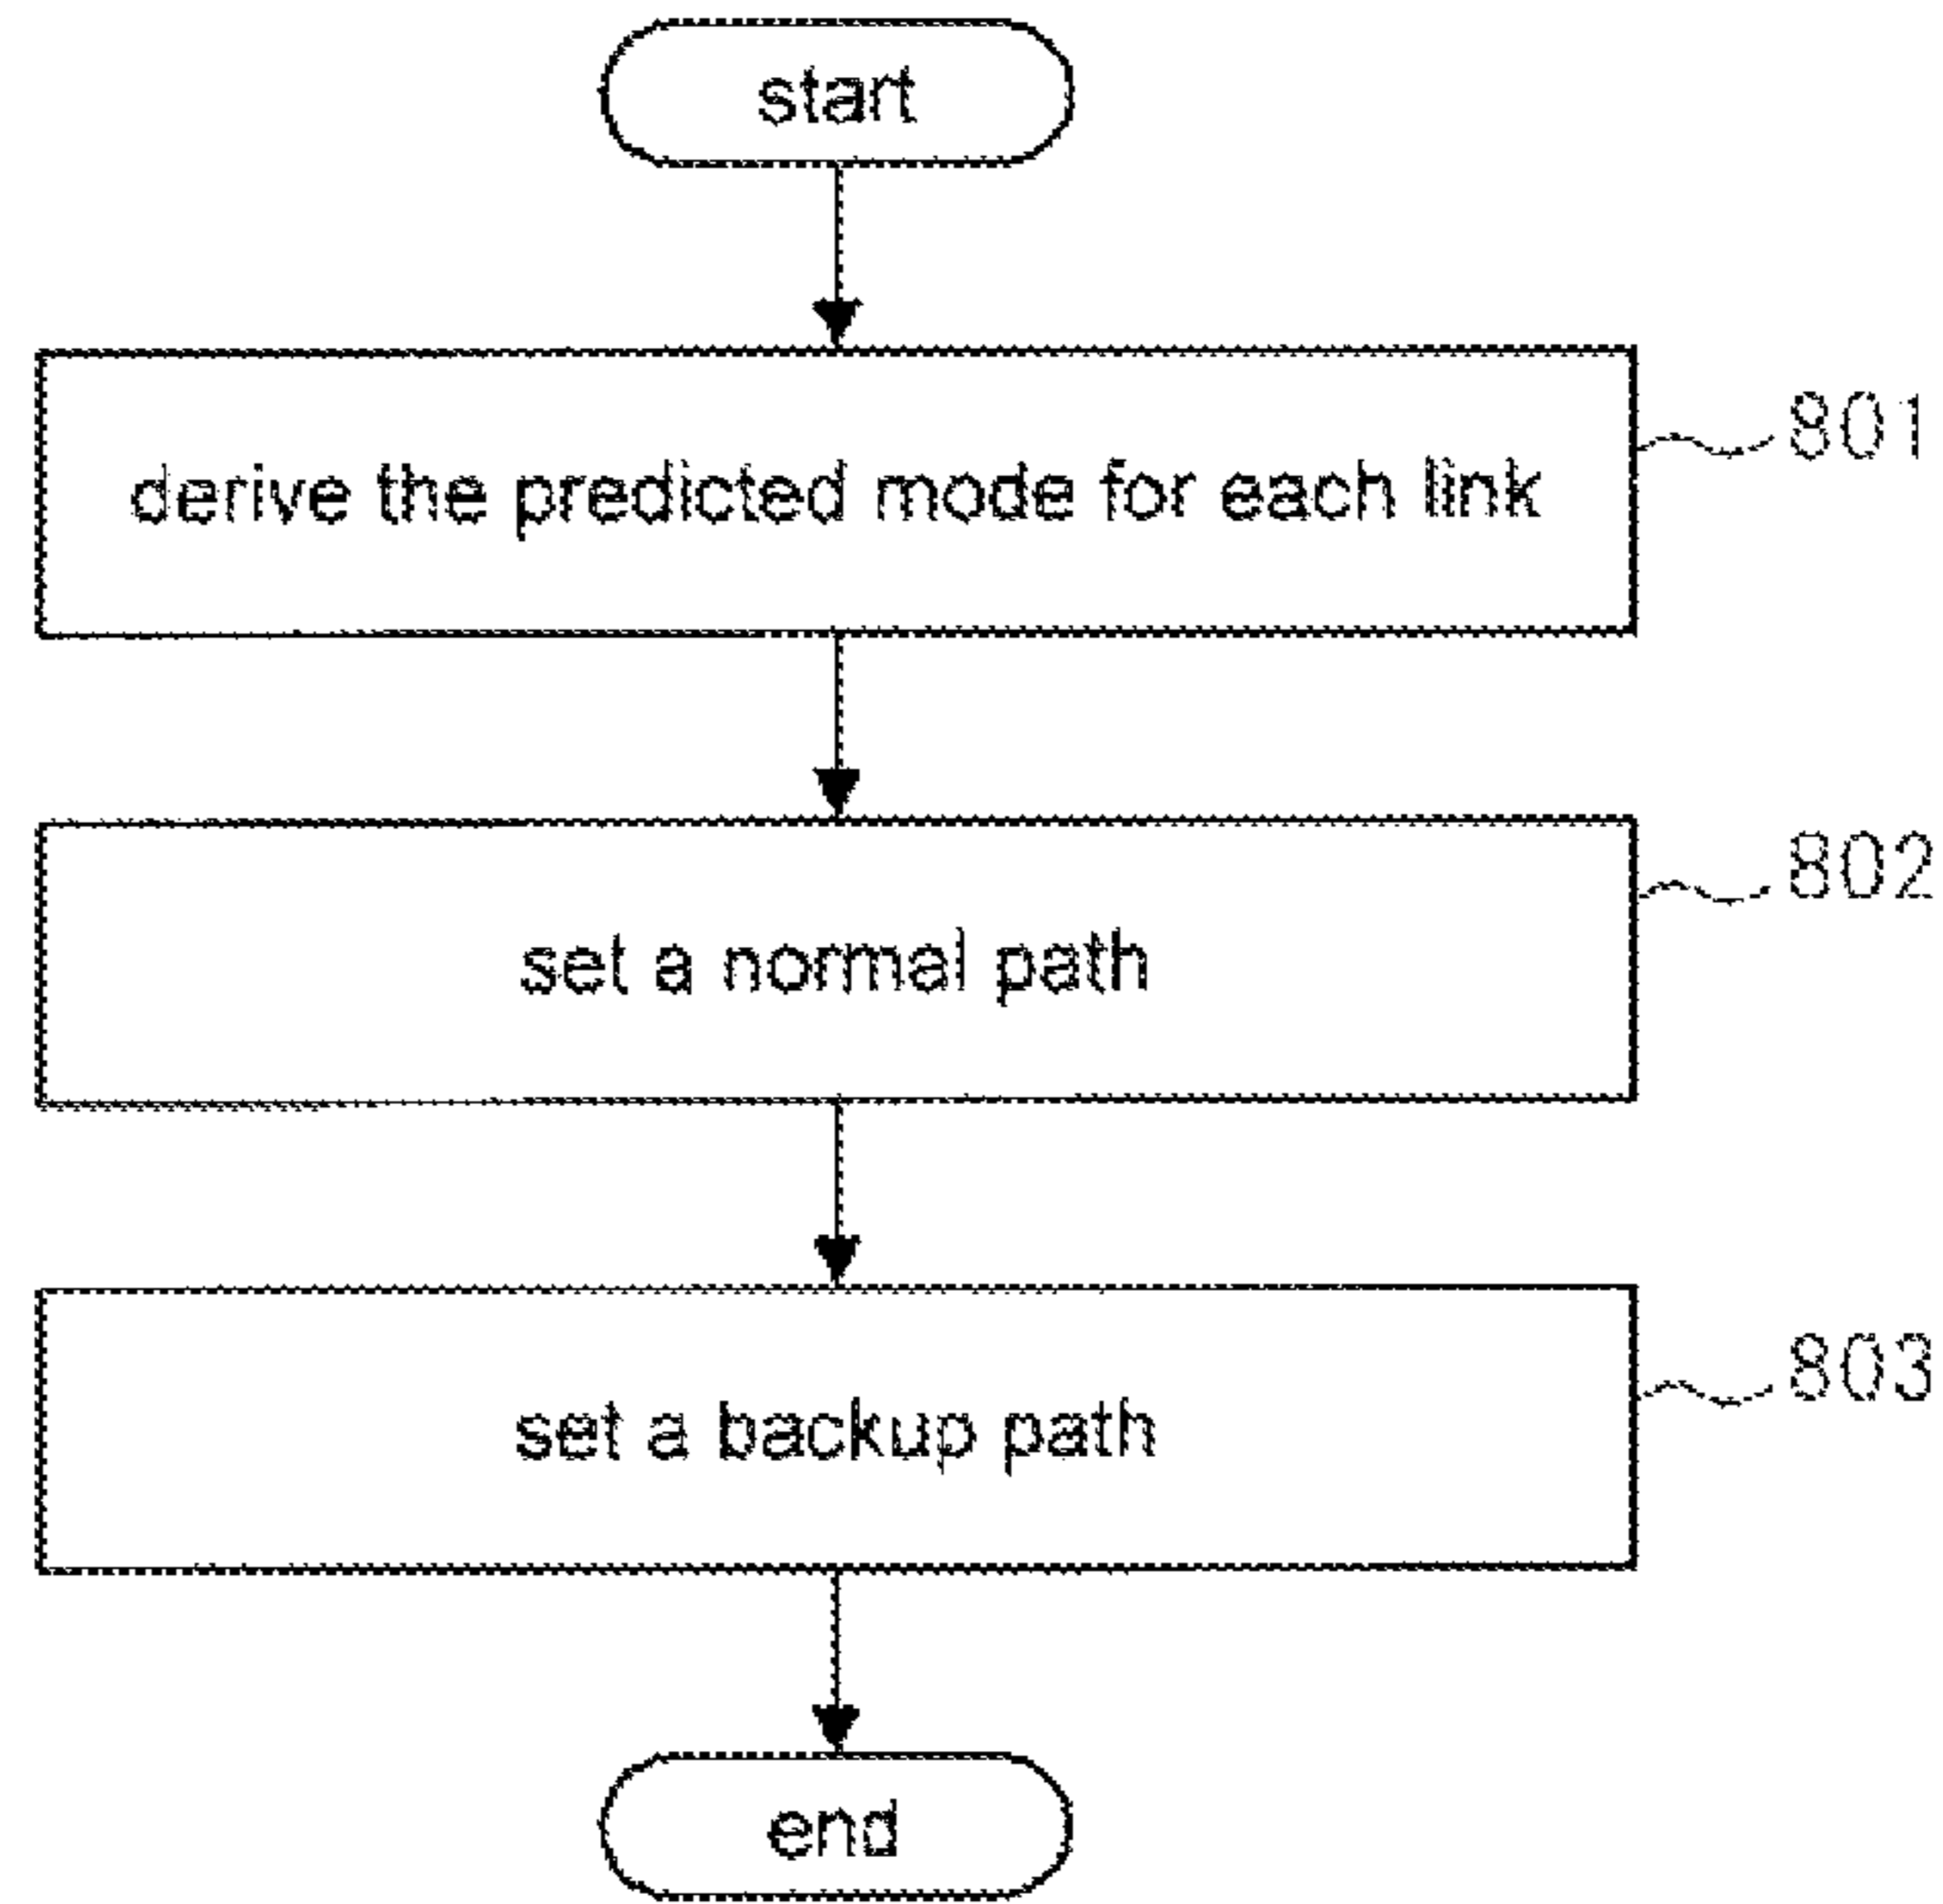 start
derive the predicted mode for each link
801
set a normal path
802
set a backup path
803
end